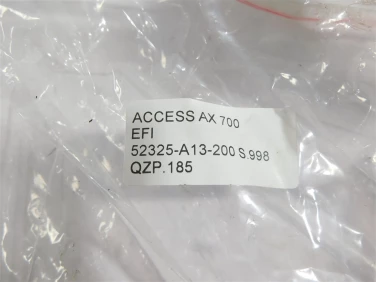 ACCESS AX 700
EFI
52325-A13-200 S.998
QZP.185